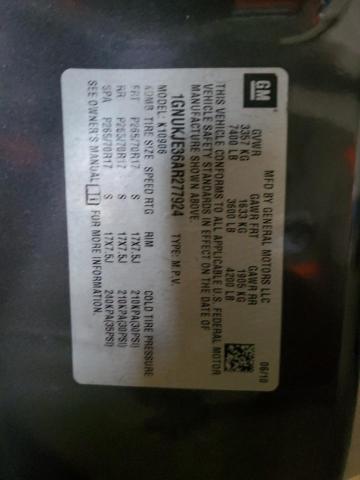 GM
MFD BY GENERAL MOTORS LLC 06/10
GVWR GAWR FRT GAWR RR
3357 KG 1633 KG 1905 KG
7400 LB 3600 LB 4200 LB
THIS VEHICLE CONFORMS TO ALL APPLICABLE U.S. FEDERAL MOTOR
VEHICLE SAFETY STANDARDS IN EFFECT ON THE DATE OF
MANUFACTURE SHOWN ABOVE.
1GNUKJE36AR277924 TYPE: M.P.V.
MODEL: K10906
TIRE SIZE SPEED RTG RIM COLD TIRE PRESSURE
FRT P265/70R17 S 17X7.5J 210KPA(30PSI)
RR P265/70R17 S 17X7.5J 210KPA(30PSI)
SPA P265/70R17 S 17X7.5J 240KPA(35PSI)
SEE OWNER'S MANUAL FOR MORE INFORMATION.